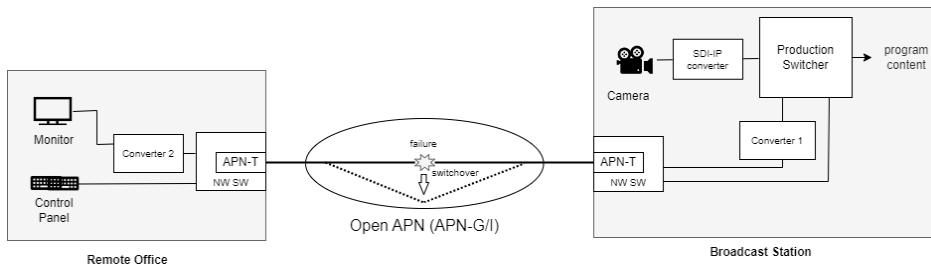 Monitor
Converter 2
APN-T
NW SW
Control
Panel
Remote Office
failure
switchover
Open APN (APN-G/I)
Camera
SDI-IP
converter
Production
Switcher
program
content
Converter 1
APN-T
NW SW
Broadcast Station